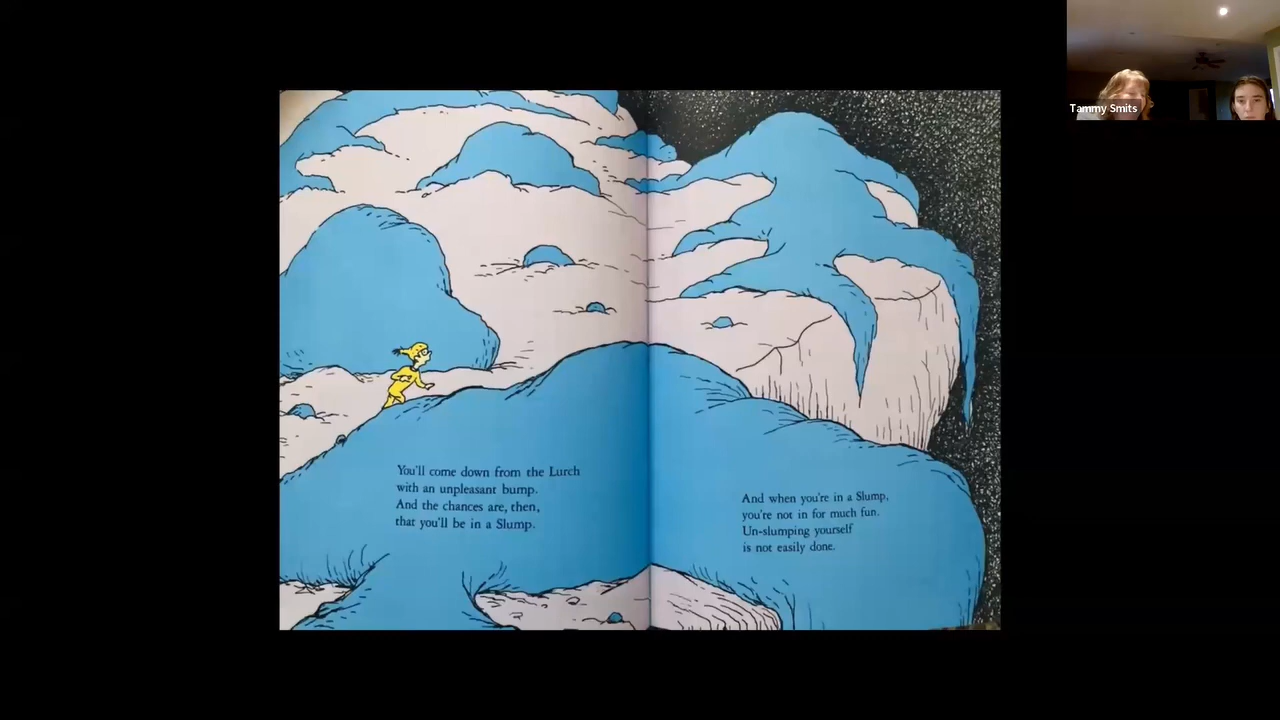 You'll come down from the Lurch
with an unpleasant bump.
And the chances are, then,
that you'll be in a Slump.
And when you're in a Slump,
you're not in for much fun.
Un-slumping yourself
is not easily done.
Tammy Smits